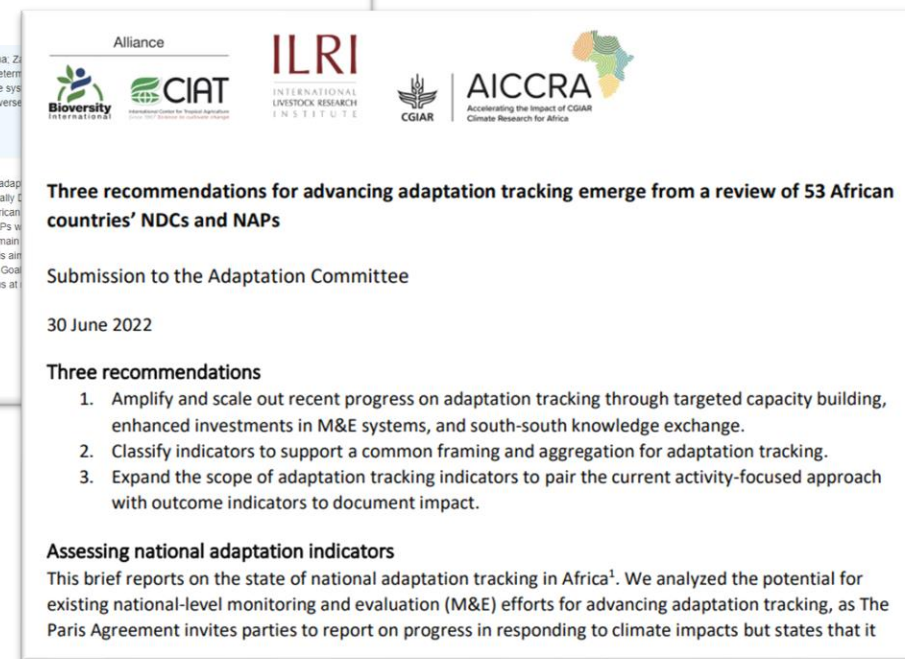 Alliance
Bioversity
International
CIAT
International Center for Tropical Agriculture
Since 1967 Science to cultivate change
ILRI
INTERNATIONAL
LIVESTOCK RESEARCH
INSTITUTE
CGIAR
AICCRA
Accelerating the Impact of CGIAR
Climate Research for Africa
Three recommendations for advancing adaptation tracking emerge from a review of 53 African
countries’ NDCs and NAPs
Submission to the Adaptation Committee
30 June 2022
Three recommendations
1. Amplify and scale out recent progress on adaptation tracking through targeted capacity building,
enhanced investments in M&E systems, and south-south knowledge exchange.
2. Classify indicators to support a common framing and aggregation for adaptation tracking.
3. Expand the scope of adaptation tracking indicators to pair the current activity-focused approach
with outcome indicators to document impact.
Assessing national adaptation indicators
This brief reports on the state of national adaptation tracking in Africa¹. We analyzed the potential for
existing national-level monitoring and evaluation (M&E) efforts for advancing adaptation tracking, as The
Paris Agreement invites parties to report on progress in responding to climate impacts but states that it